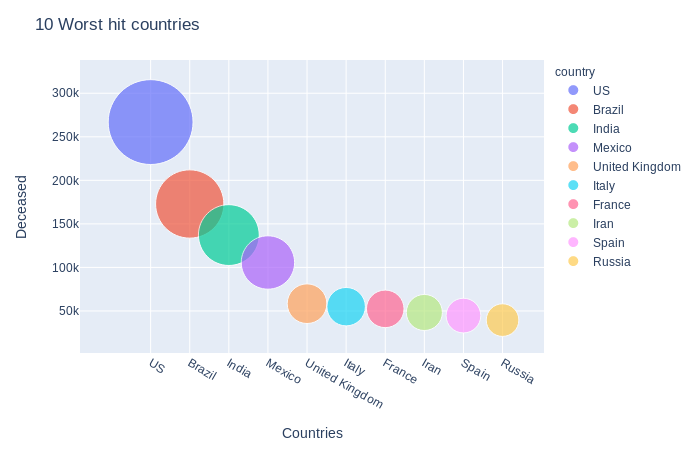 10 Worst hit countries
country
US
Brazil
India
Mexico
United Kingdom
Italy
France
Iran
Spain
Russia
Deceased
300k
250k
200k
150k
100k
50k
US
Brazil
India
Mexico
United Kingdom
Italy
France
Iran
Spain
Russia
Countries